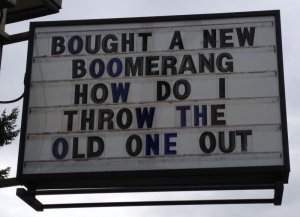 BOUGHT A NEW
BOOMERANG
HOW DO I
THROW THE
OLD ONE OUT